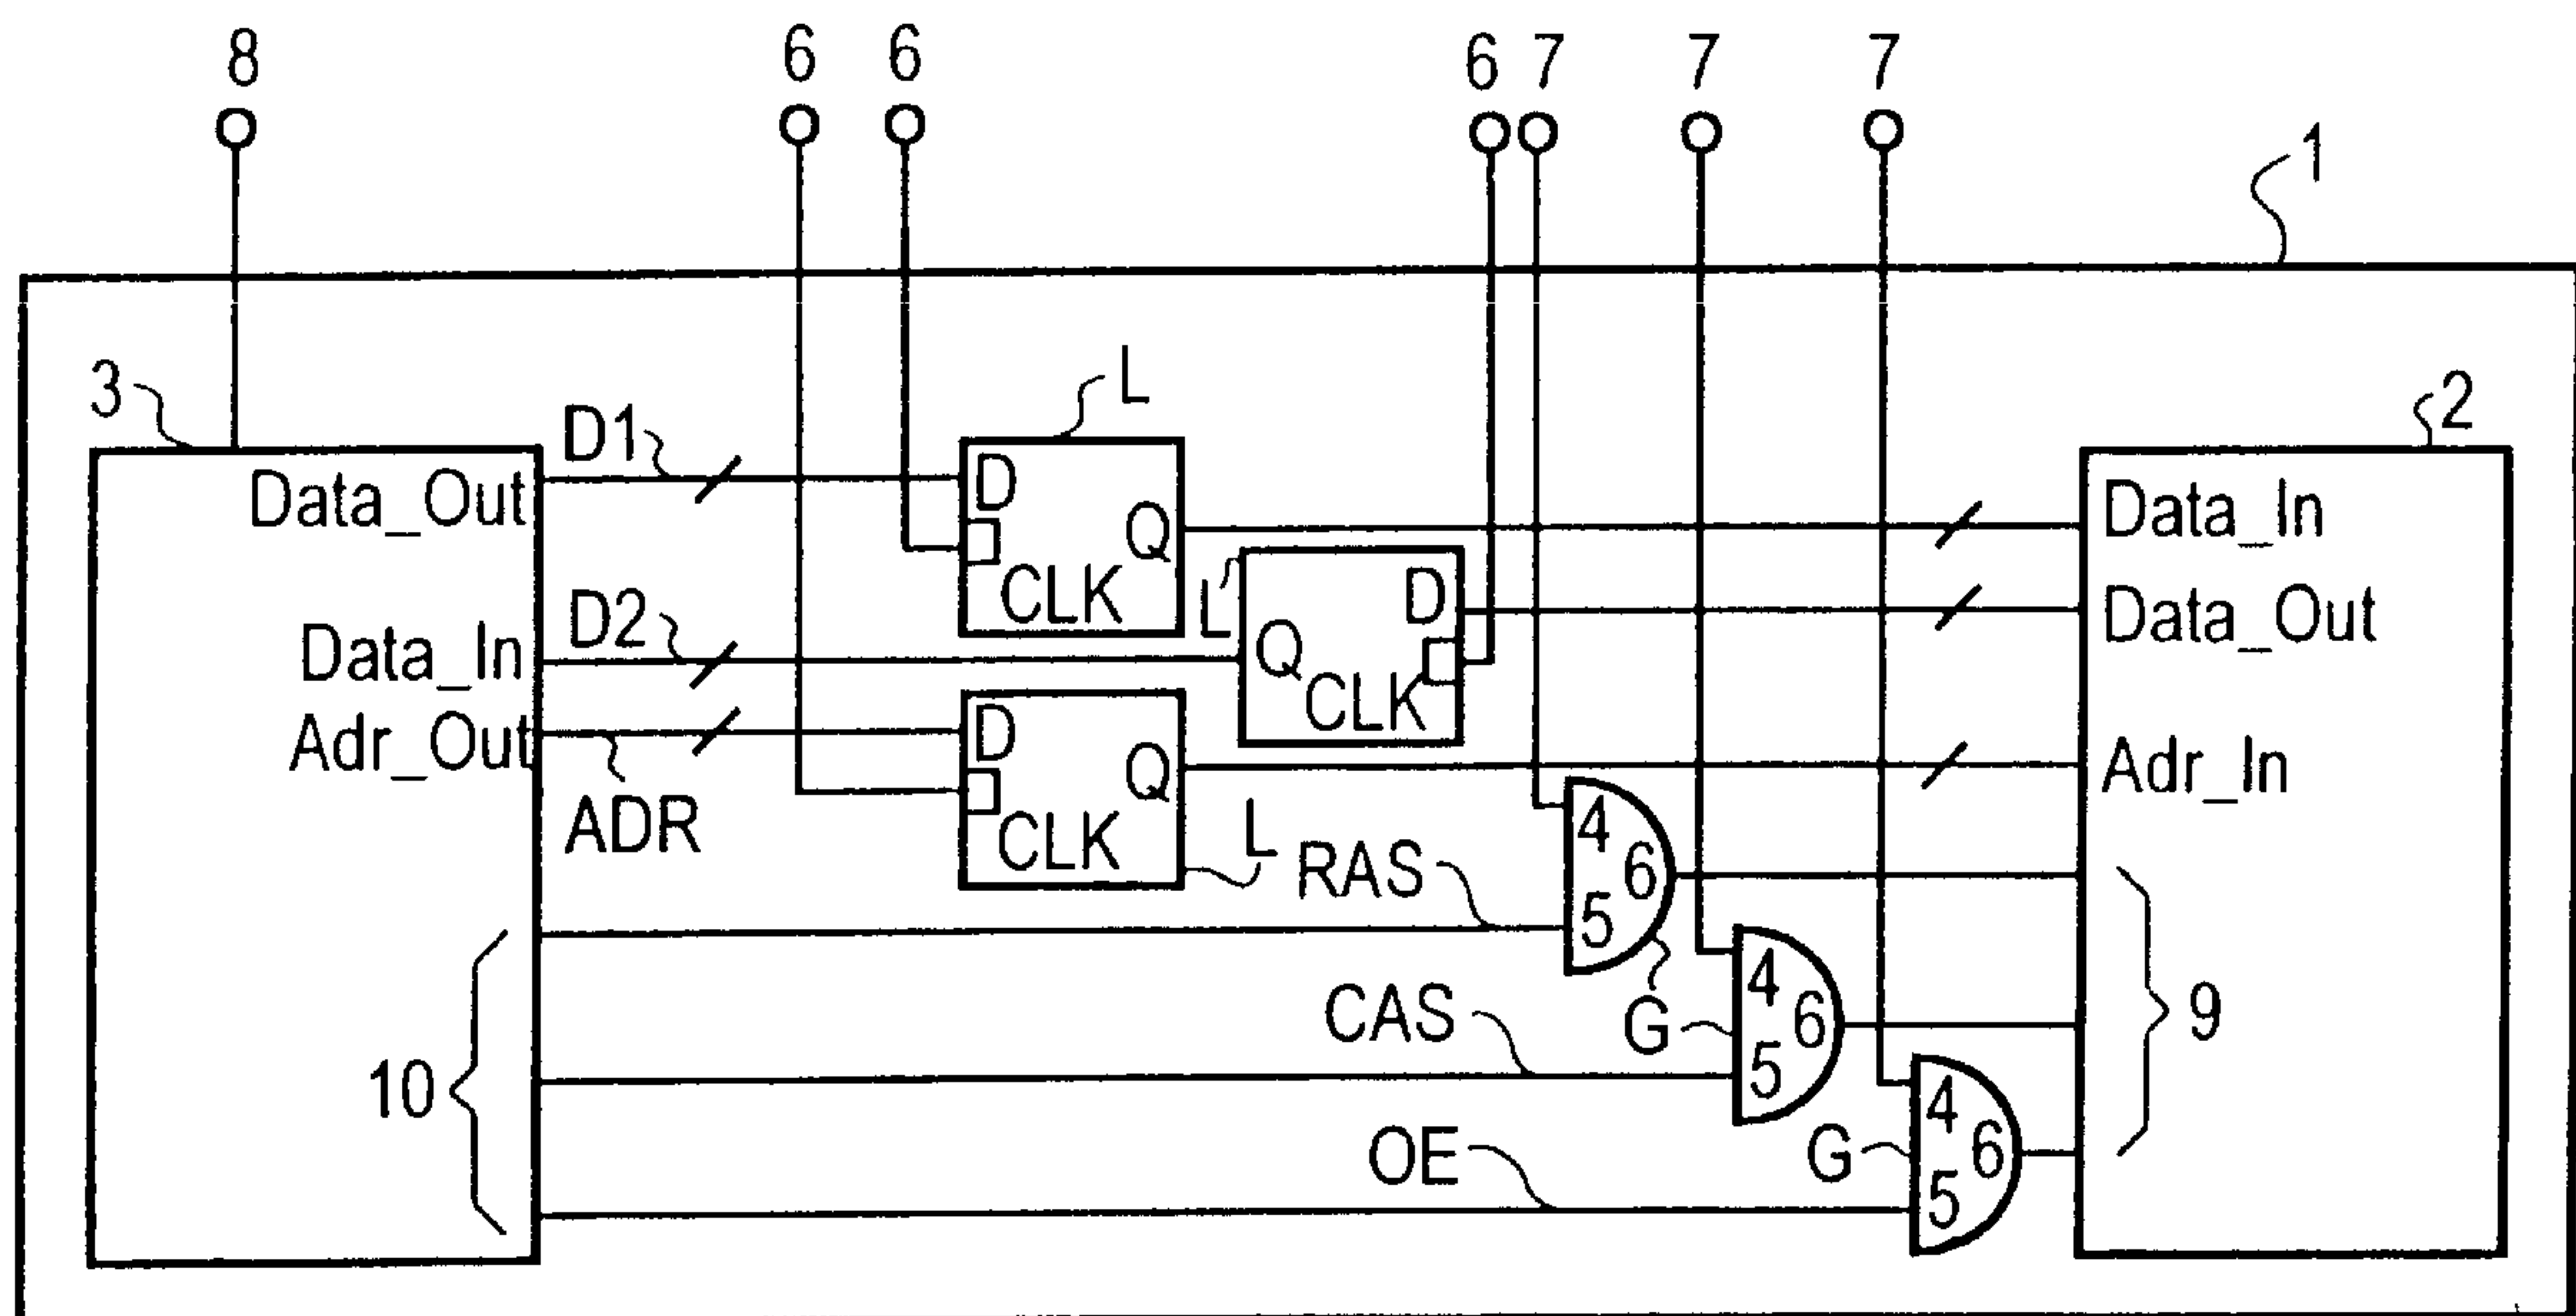 8
6
6
6
7
7
7
1
3
D1
L
2
Data_Out
D
Q
CLK
Data_In
L
D
Data_Out
D2
Data_In
Q
CLK
Adr_Out
D
Q
CLK
Adr_In
ADR
L
RAS
4
6
5
G
CAS
G
4
6
5
9
10
OE
G
4
6
5